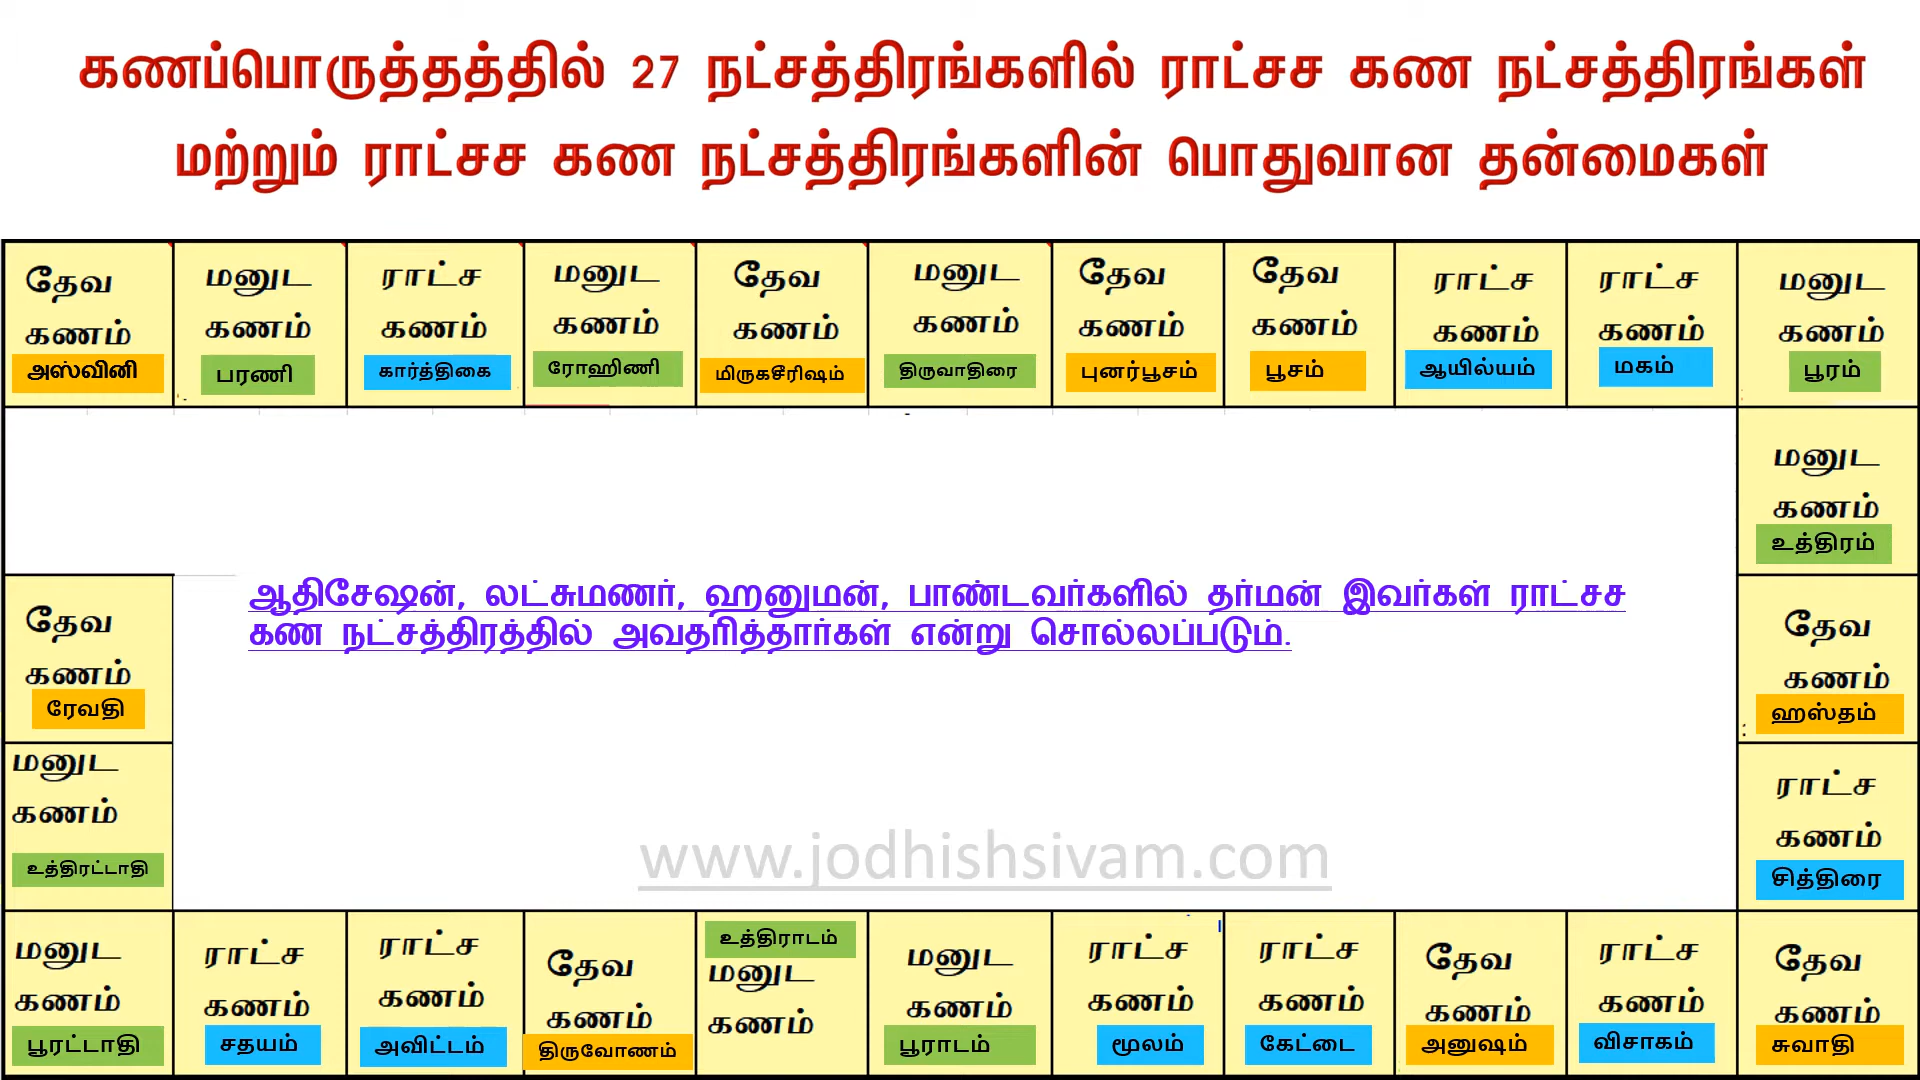 கணப்பொருத்தத்தில் 27 நட்சத்திரங்களில் ராட்சச கண நட்சத்திரங்கள்
மற்றும் ராட்சச கண நட்சத்திரங்களின் பொதுவான தன்மைகள்
தேவ
கணம்
அஸ்வினி
மனுட
கணம்
பரணி
ராட்ச
கணம்
கார்த்திகை
மனுட
கணம்
ரோஹிணி
தேவ
கணம்
மிருகசீரிஷம்
மனுட
கணம்
திருவாதிரை
தேவ
கணம்
புனர்பூசம்
தேவ
கணம்
பூசம்
ராட்ச
கணம்
ஆயில்யம்
ராட்ச
கணம்
மகம்
மனுட
கணம்
பூரம்
மனுட
கணம்
உத்திரம்
ஆதிசேஷன், லட்சுமணர், ஹனுமன், பாண்டவர்களில் தர்மன் இவர்கள் ராட்சச
கண நட்சத்திரத்தில் அவதரித்தார்கள் என்று சொல்லப்படும்.
தேவ
கணம்
ரேவதி
தேவ
கணம்
ஹஸ்தம்
மனுட
கணம்
உத்திரட்டாதி
ராட்ச
கணம்
சித்திரை
www.jodhishsivam.com
மனுட
கணம்
பூரட்டாதி
ராட்ச
கணம்
சதயம்
ராட்ச
கணம்
அவிட்டம்
தேவ
கணம்
திருவோணம்
உத்திராடம்
மனுட
கணம்
மனுட
கணம்
பூராடம்
ராட்ச
கணம்
மூலம்
ராட்ச
கணம்
கேட்டை
தேவ
கணம்
அனுஷம்
ராட்ச
கணம்
விசாகம்
தேவ
கணம்
சுவாதி